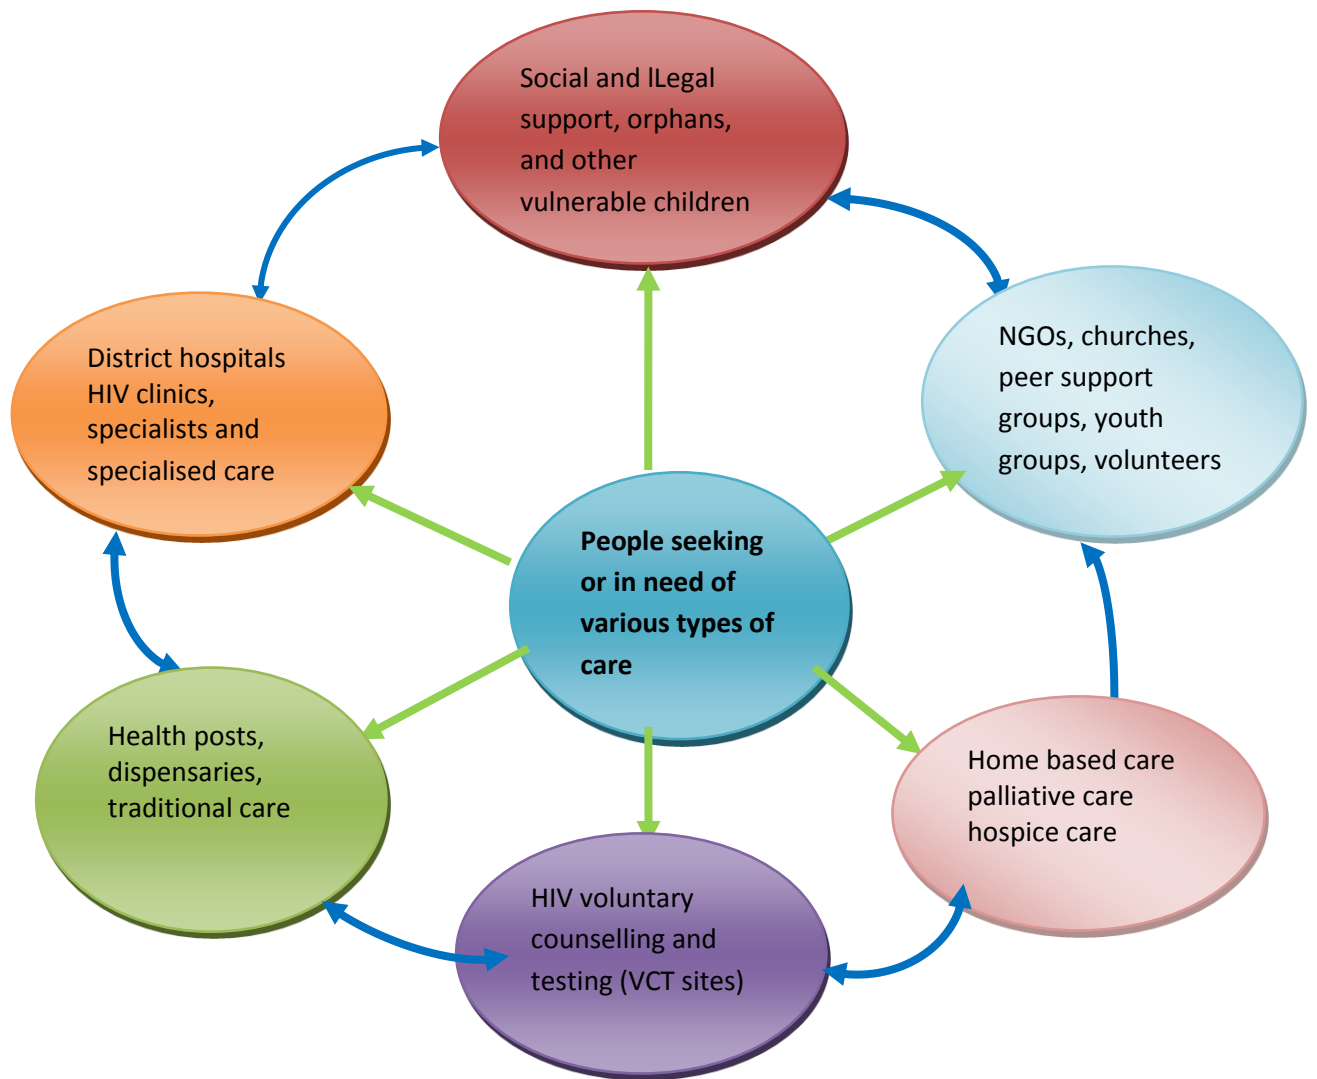 Social and lLegal
support, orphans,
and other
vulnerable children
NGOs, churches,
peer support
groups, youth
groups, volunteers
District hospitals
HIV clinics,
specialists and
specialised care
People seeking
or in need of
various types of
care
Health posts,
dispensaries,
traditional care
Home based care
palliative care
hospice care
HIV voluntary
counselling and
testing (VCT sites)